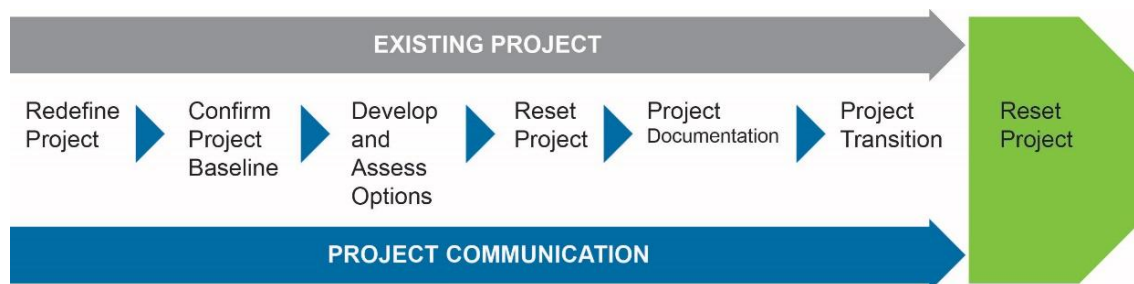 EXISTING PROJECT
Redefine
Project
Confirm
Project
Baseline
Develop
and
Assess
Options
Reset
Project
Project
Documentation
Project
Transition
Reset
Project
PROJECT COMMUNICATION